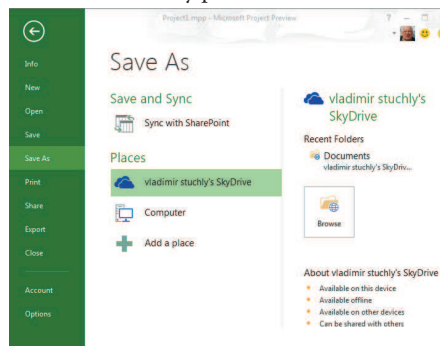 Project5.mpp - Microsoft Project Preview
?
Info
New
Open
Save
Save As
Print
Share
Export
Close
Account
Options
Save As
Save and Sync
Sync with SharePoint
Places
vladimir stuchly's SkyDrive
Computer
Add a place
vladimir stuchly's
SkyDrive
Recent Folders
Documents
vladimir stuchly's SkyDriv...
Browse
About vladimir stuchly's SkyDrive
Available on this device
Available offline
Available on other devices
Can be shared with others